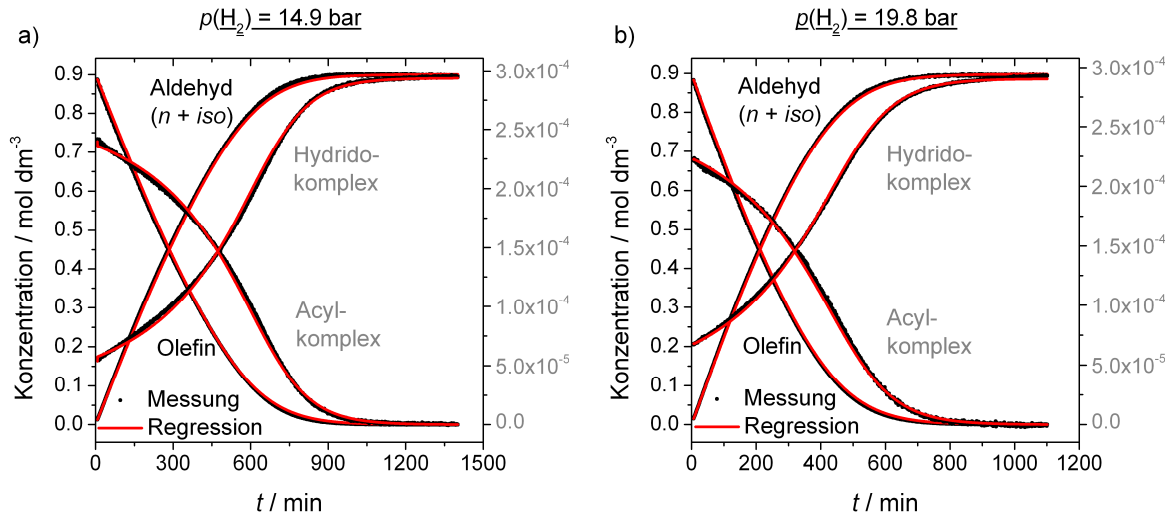 p(H2) = 14.9 bar
a)
Konzentration / mol dm-3
0.9
0.8
0.7
0.6
0.5
0.4
0.3
0.2
0.1
0.0
Aldehyd
(n + iso)
Hydrido-
komplex
Acyl-
komplex
Olefin
Messung
Regression
3.0x10-4
2.5x10-4
2.0x10-4
1.5x10-4
1.0x10-4
5.0x10-5
0.0
0 300 600 900 1200 1500
t / min
p(H2) = 19.8 bar
b)
Konzentration / mol dm-3
0.9
0.8
0.7
0.6
0.5
0.4
0.3
0.2
0.1
0.0
Aldehyd
(n + iso)
Hydrido-
komplex
Acyl-
komplex
Olefin
Messung
Regression
3.0x10-4
2.5x10-4
2.0x10-4
1.5x10-4
1.0x10-4
5.0x10-5
0.0
0 200 400 600 800 1000 1200
t / min